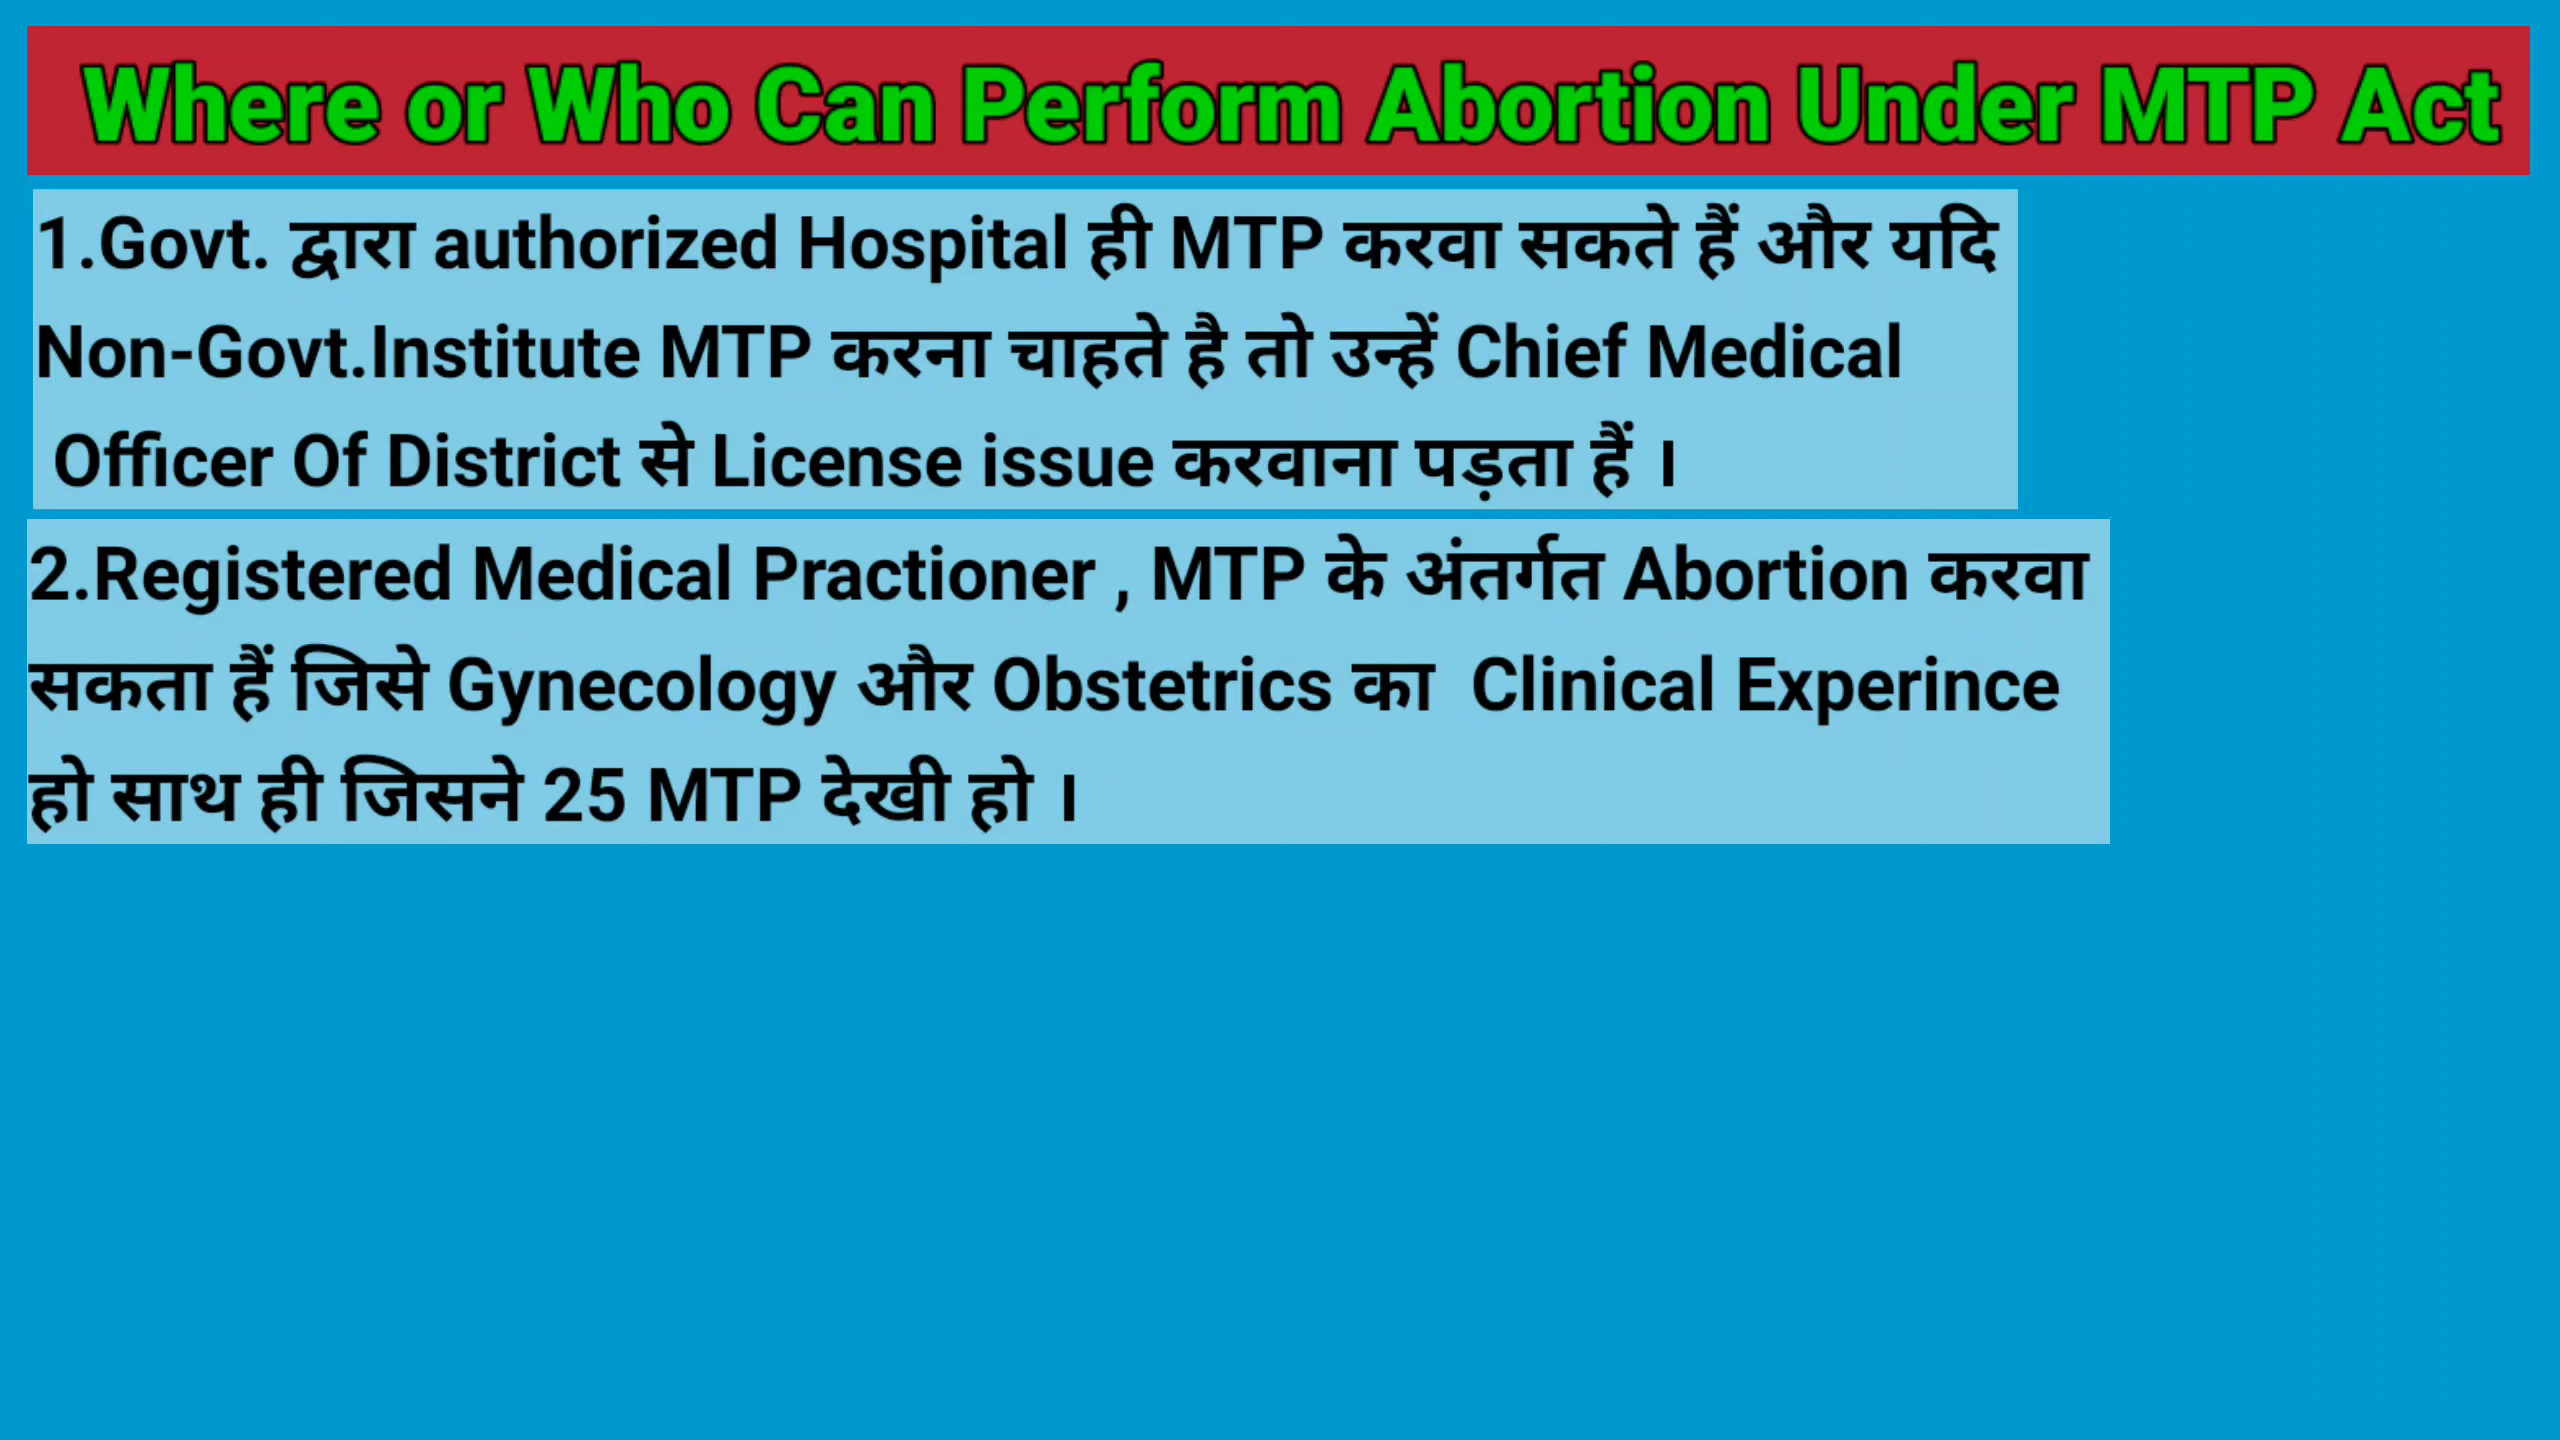 Where or Who Can Perform Abortion Under MTP Act
1.Govt. द्वारा authorized Hospital ही MTP करवा सकते हैं और यदि
Non-Govt.Institute MTP करना चाहते है तो उन्हें Chief Medical
Officer Of District से License issue करवाना पड़ता हैं ।
2.Registered Medical Practioner , MTP के अंतर्गत Abortion करवा
सकता हैं जिसे Gynecology और Obstetrics का Clinical Experince
हो साथ ही जिसने 25 MTP देखी हो ।